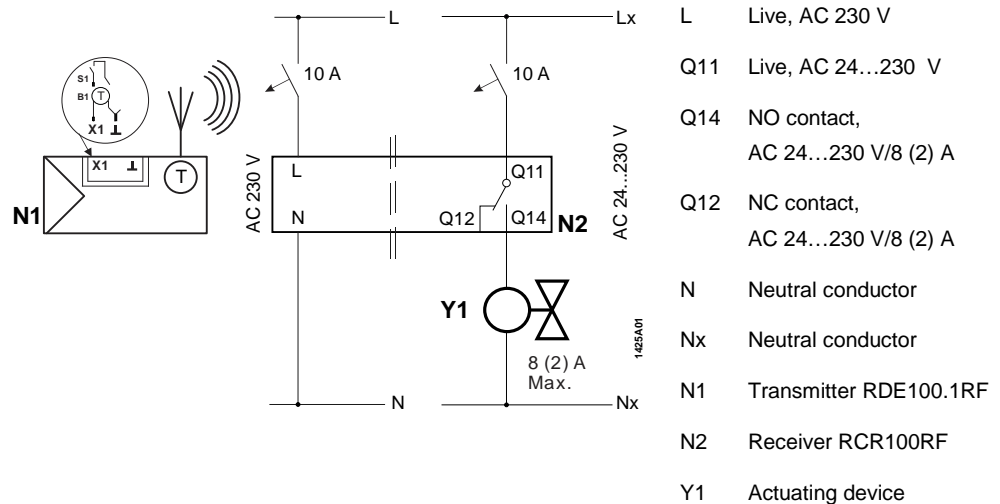 L
Lx
10 A
10 A
S1
B1
T
X1
X1
T
N1
AC 230 V
L
N
Q11
Q12
Q14
N2
AC 24…230 V
Y1
8 (2) A
Max.
1425A01
N
Nx
L Live, AC 230 V
Q11 Live, AC 24…230 V
Q14 NO contact,
AC 24…230 V/8 (2) A
Q12 NC contact,
AC 24…230 V/8 (2) A
N Neutral conductor
Nx Neutral conductor
N1 Transmitter RDE100.1RF
N2 Receiver RCR100RF
Y1 Actuating device